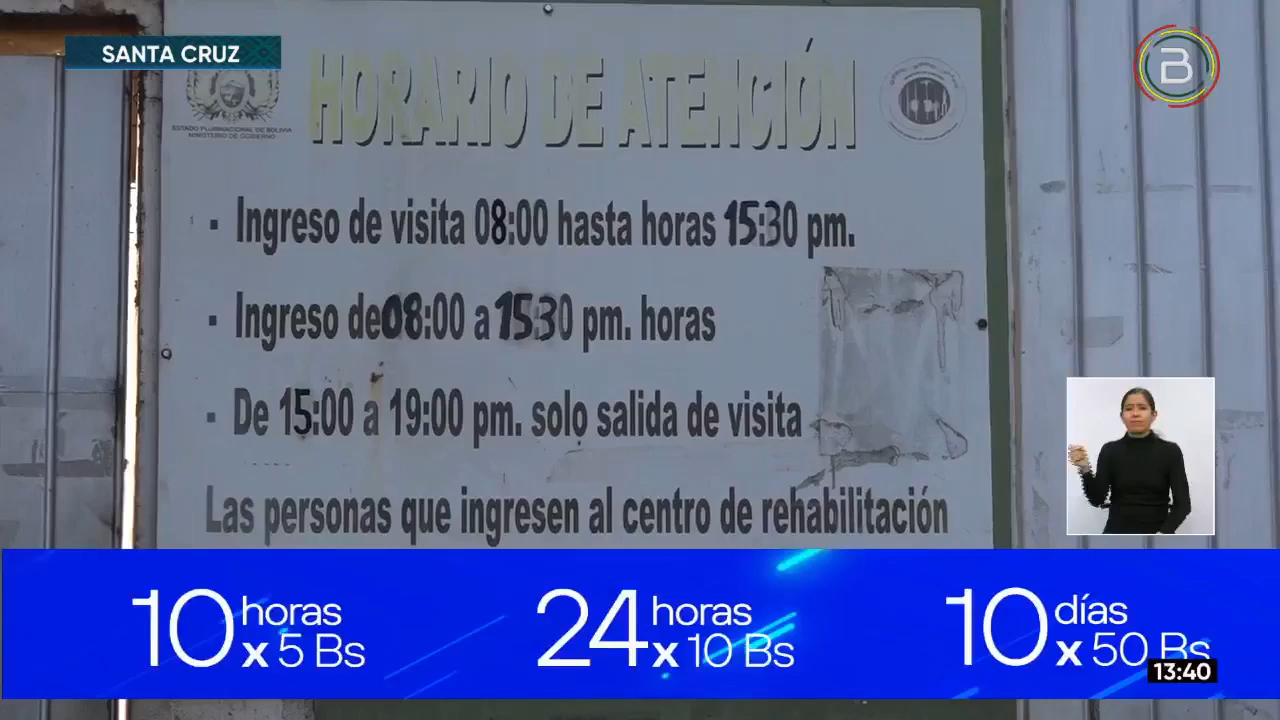 SANTA CRUZ
B
ESTADO PLURINACIONAL DE BOLIVIA
MINISTERIO DE GOBIERNO
HORARIO DE ATENCIÓN
· Ingreso de visita 08:00 hasta horas 15:30 pm.
· Ingreso de 08:00 a 15:30 pm. horas
· De 15:00 a 19:00 pm. solo salida de visita
Las personas que ingresen al centro de rehabilitación
10 horas x 5 Bs
24 horas x 10 Bs
10 días x 50 Bs
13:40